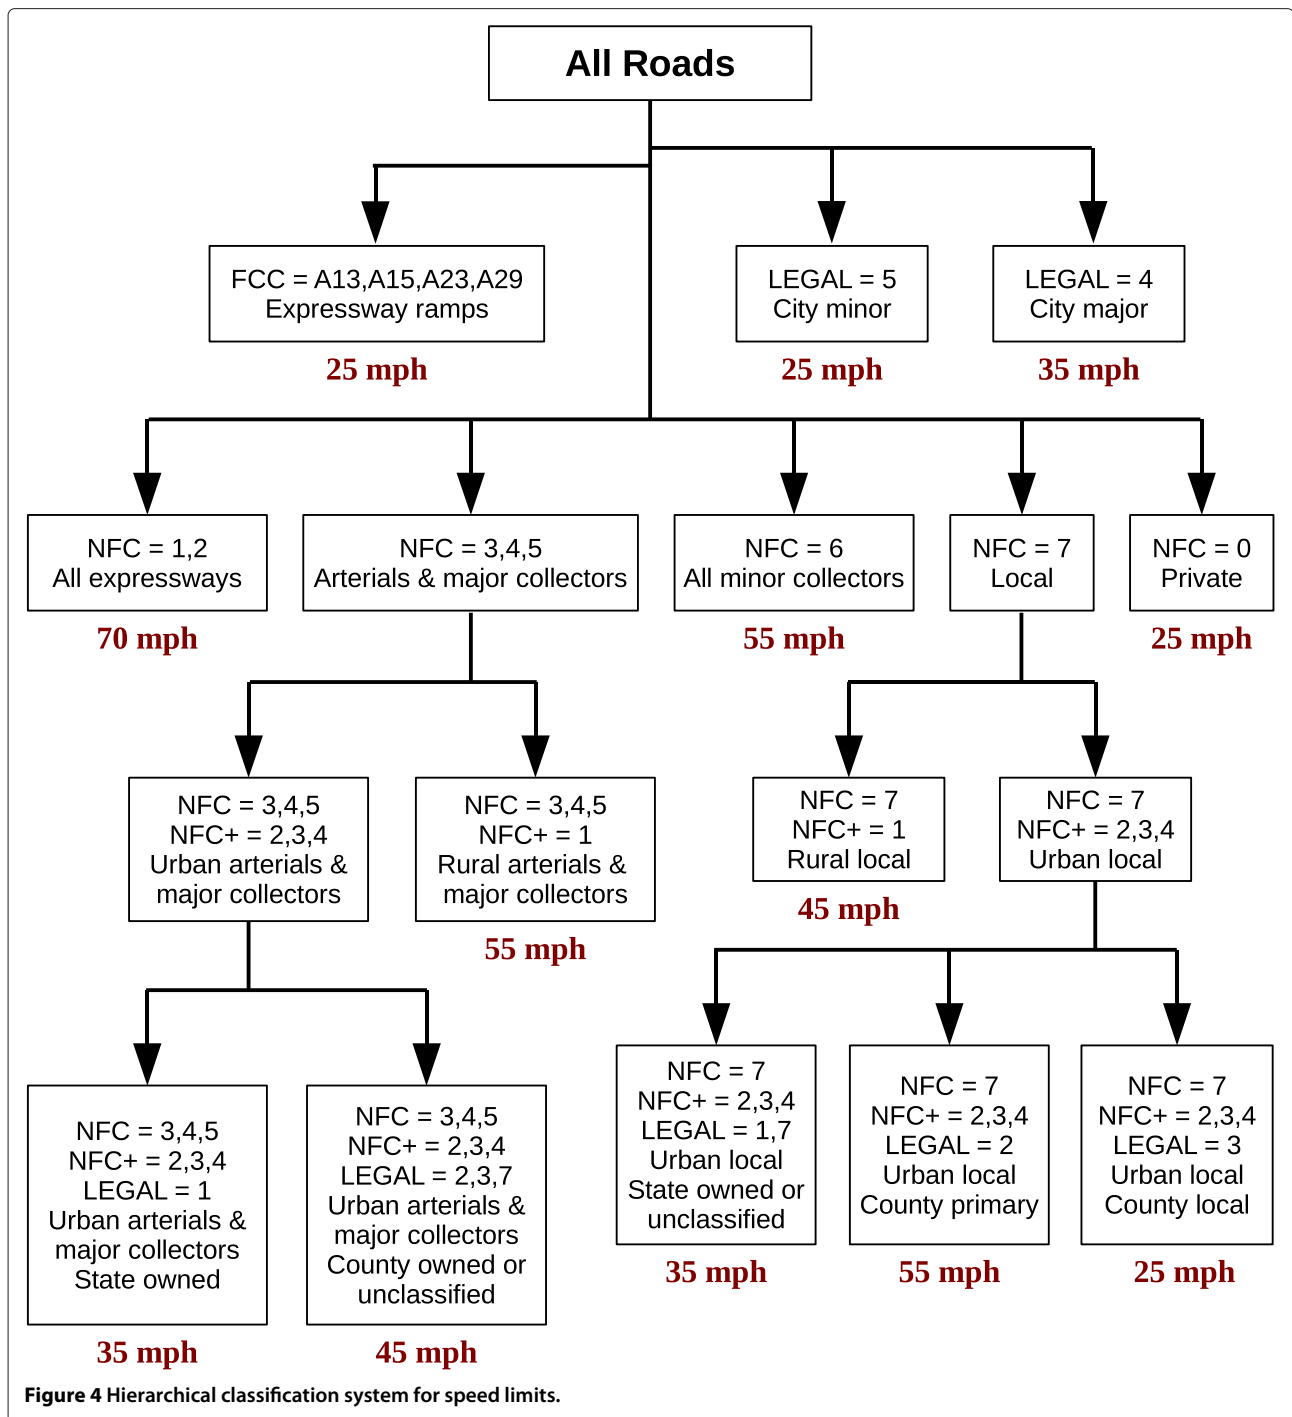 All Roads
FCC = A13,A15,A23,A29
Expressway ramps
25 mph
LEGAL = 5
City minor
25 mph
LEGAL = 4
City major
35 mph
NFC = 1,2
All expressways
70 mph
NFC = 3,4,5
Arterials & major collectors
NFC = 6
All minor collectors
55 mph
NFC = 7
Local
NFC = 0
Private
25 mph
NFC = 3,4,5
NFC+ = 2,3,4
Urban arterials &
major collectors
NFC = 3,4,5
NFC+ = 1
Rural arterials &
major collectors
55 mph
NFC = 7
NFC+ = 1
Rural local
45 mph
NFC = 7
NFC+ = 2,3,4
Urban local
NFC = 3,4,5
NFC+ = 2,3,4
LEGAL = 1
Urban arterials &
major collectors
State owned
35 mph
NFC = 3,4,5
NFC+ = 2,3,4
LEGAL = 2,3,7
Urban arterials &
major collectors
County owned or
unclassified
45 mph
NFC = 7
NFC+ = 2,3,4
LEGAL = 1,7
Urban local
State owned or
unclassified
35 mph
NFC = 7
NFC+ = 2,3,4
LEGAL = 2
Urban local
County primary
55 mph
NFC = 7
NFC+ = 2,3,4
LEGAL = 3
Urban local
County local
25 mph
Figure 4 Hierarchical classification system for speed limits.